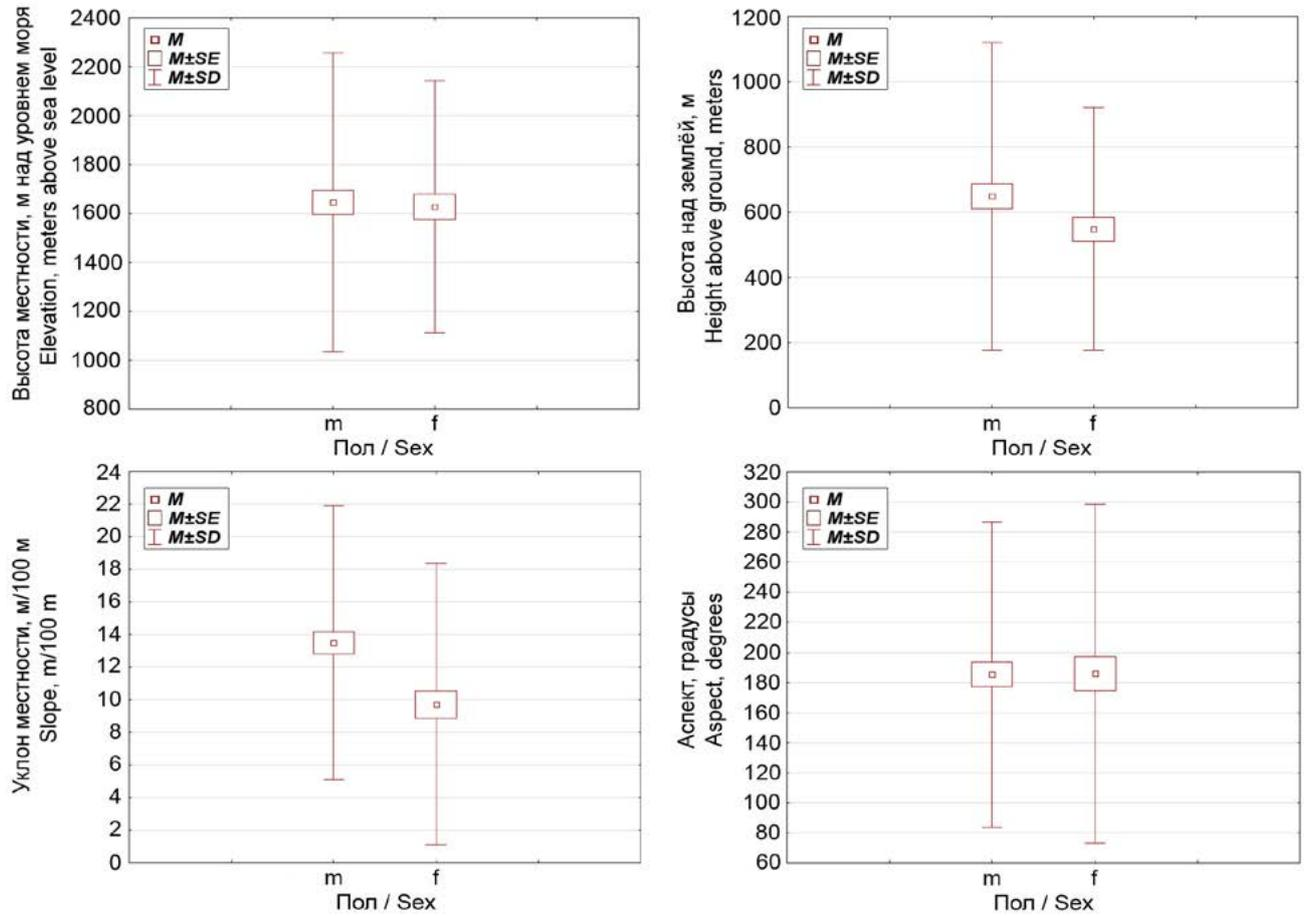 Высота местности, м над уровнем моря
Elevation, meters above sea level
2400
2200
2000
1800
1600
1400
1200
1000
800
M
M±SE
M±SD
m f
Пол / Sex
Высота над землёй, м
Height above ground, meters
1200
1000
800
600
400
200
0
M
M±SE
M±SD
m f
Пол / Sex
Уклон местности, м/100 м
Slope, m/100 m
24
22
20
18
16
14
12
10
8
6
4
2
0
M
M±SE
M±SD
m f
Пол / Sex
Аспект, градусы
Aspect, degrees
320
300
280
260
240
220
200
180
160
140
120
100
80
60
M
M±SE
M±SD
m f
Пол / Sex